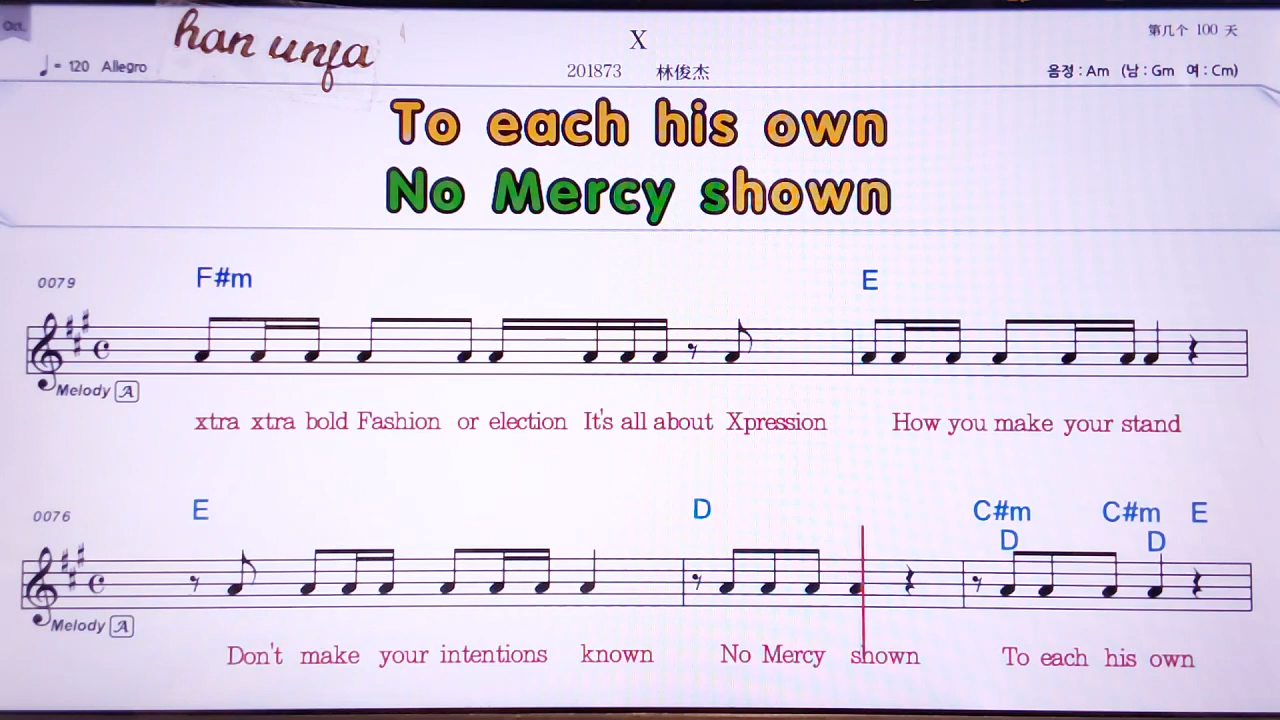 Oct.
han unfa
♩ = 120 Allegro
X
201873 林俊杰
第几个 100 天
음정 : Am (남 : Gm 여 : Cm)
To each his own
No Mercy shown
0079
F#m E
Melody A
xtra xtra bold Fashion or election It's all about Xpression How you make your stand
0076
E D C#m C#m E
D D
Melody A
Don't make your intentions known No Mercy shown To each his own